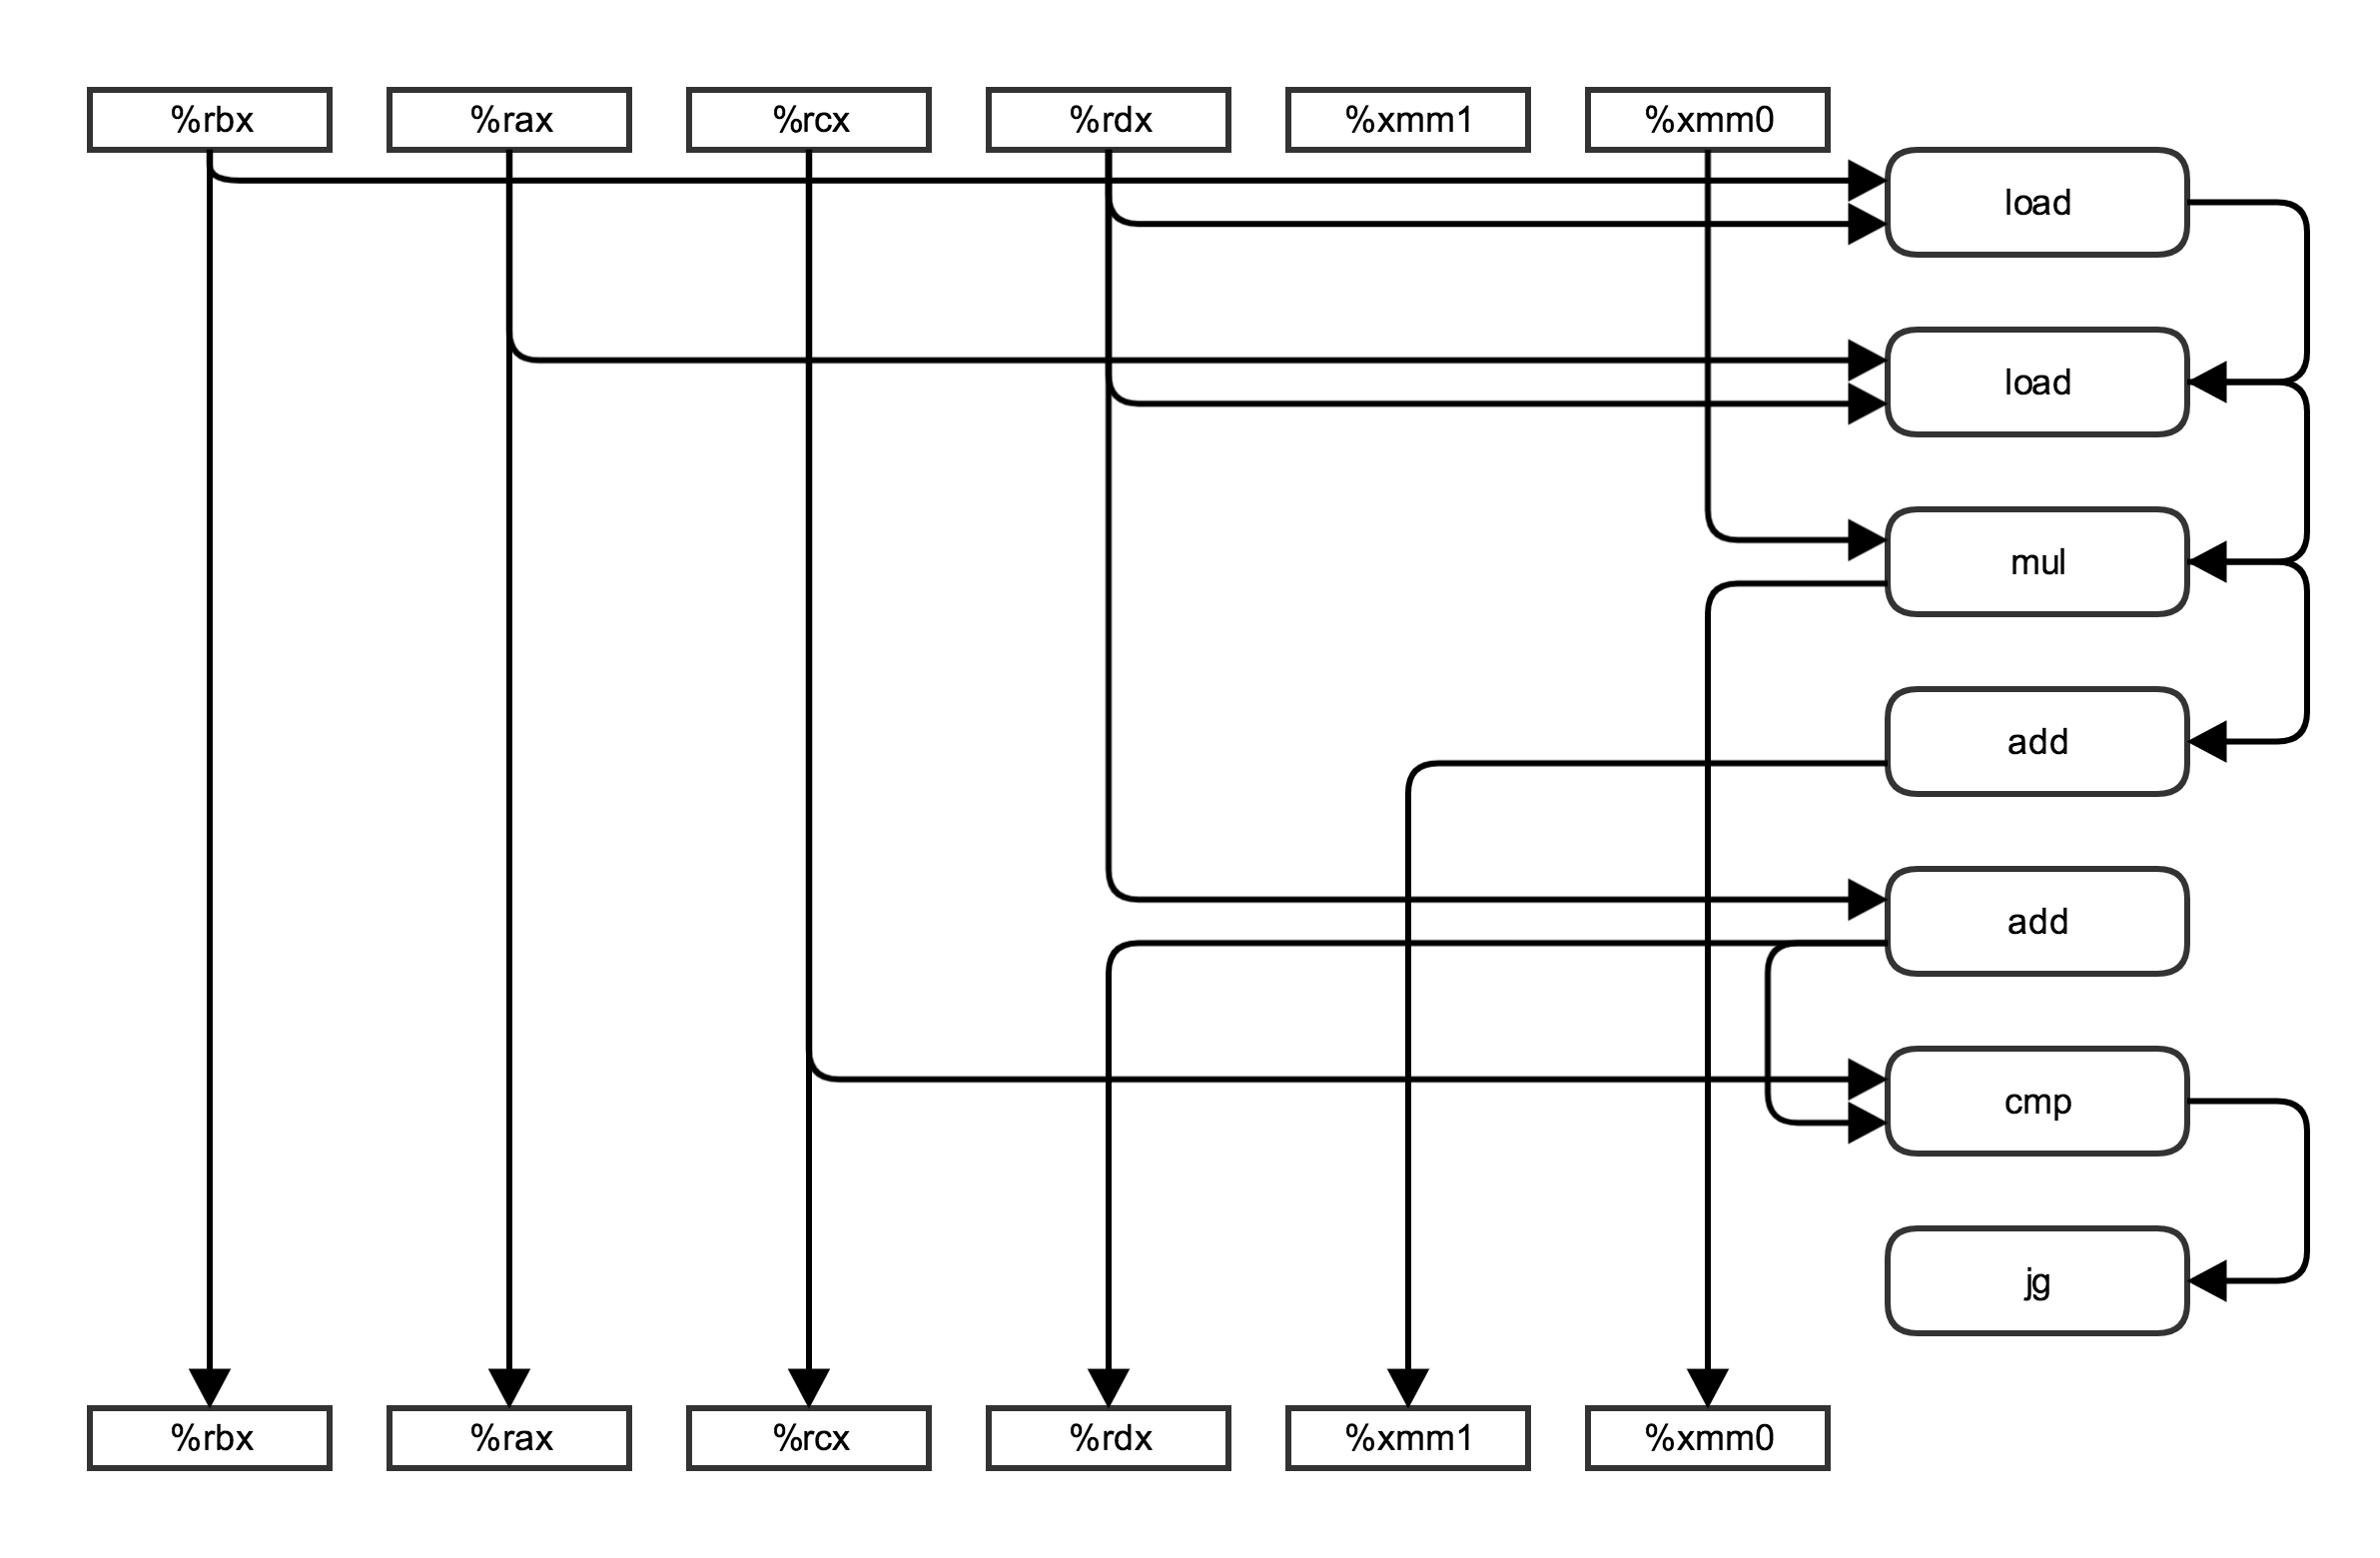 %rbx %rax %rcx %rdx %xmm1 %xmm0
load
load
mul
add
add
cmp
jg
%rbx %rax %rcx %rdx %xmm1 %xmm0